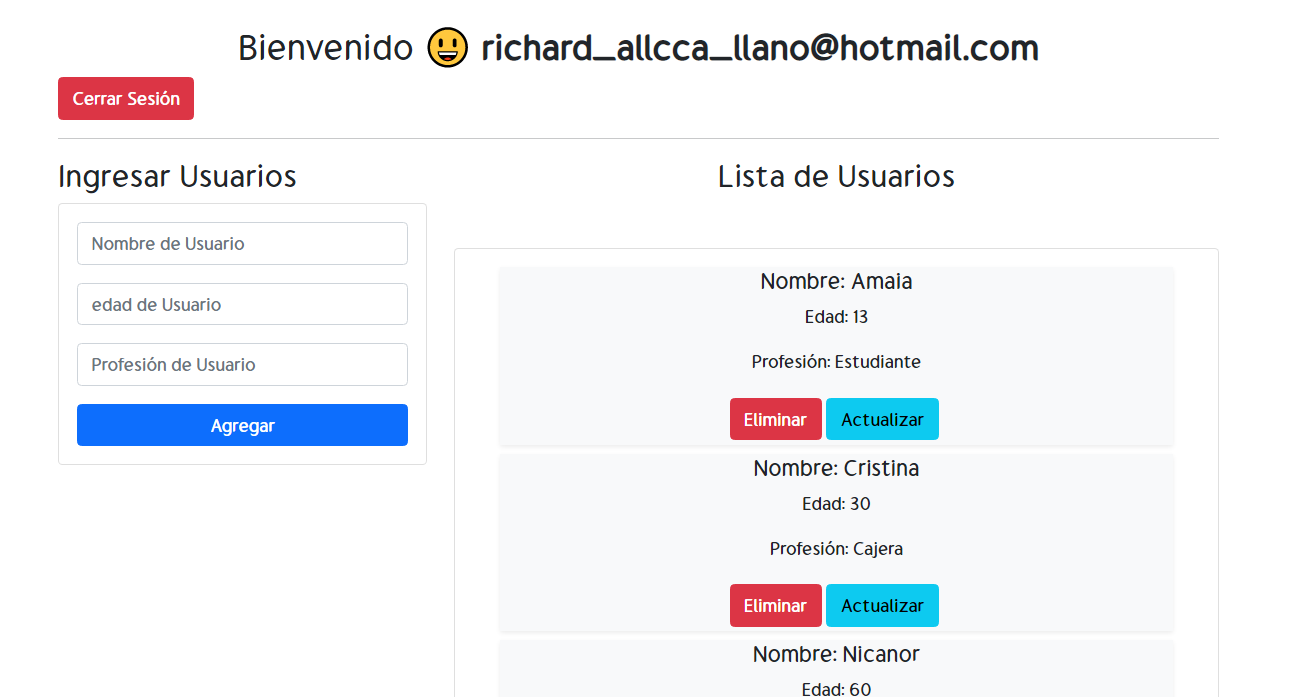 Bienvenido 😃 richard_allcca_llano@hotmail.com
Cerrar Sesión
Ingresar Usuarios
Nombre de Usuario
edad de Usuario
Profesión de Usuario
Agregar
Lista de Usuarios
Nombre: Amaia
Edad: 13
Profesión: Estudiante
Eliminar Actualizar
Nombre: Cristina
Edad: 30
Profesión: Cajera
Eliminar Actualizar
Nombre: Nicanor
Edad: 60